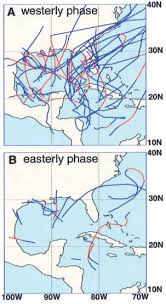 A westerly phase
40N
30N
20N
10N
B easterly phase
40N
30N
20N
10N
100W 90W 80W 70W